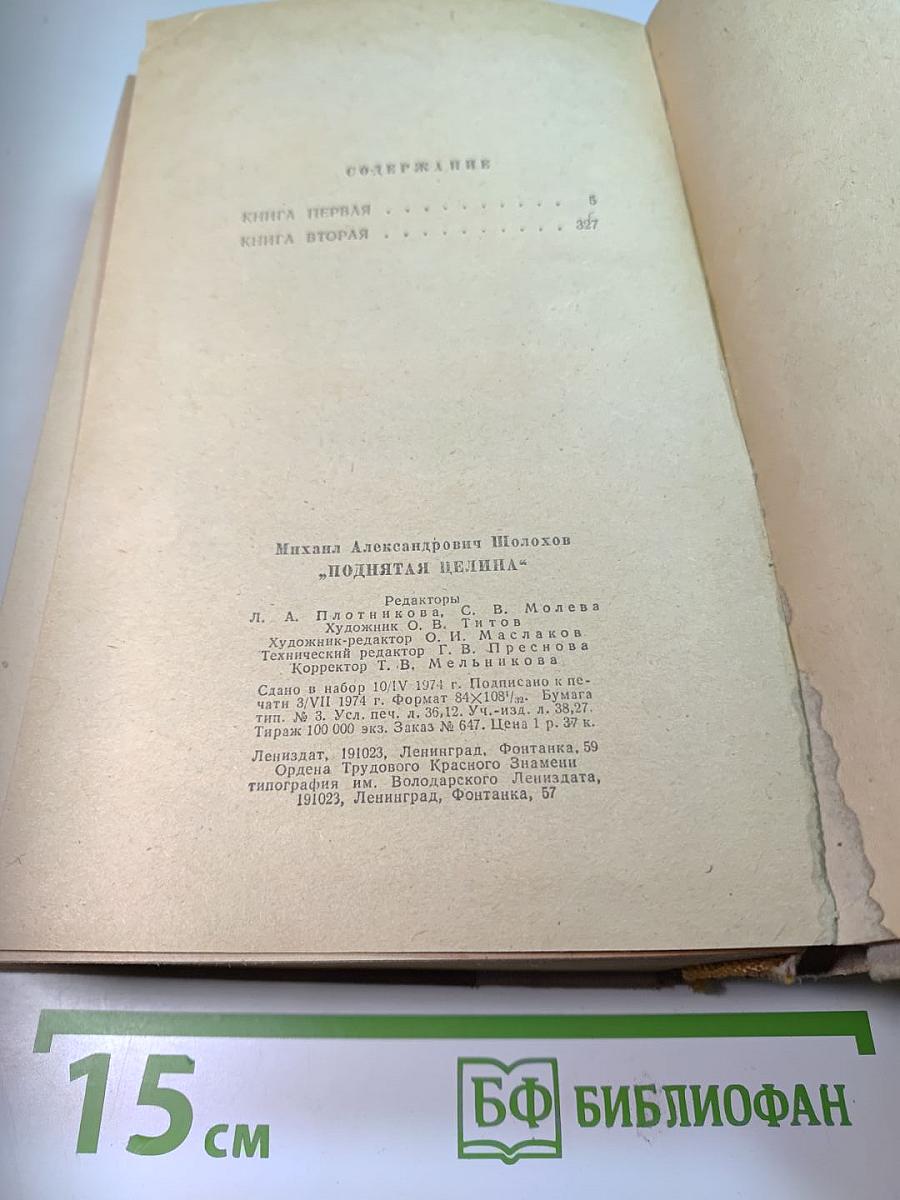 СОДЕРЖАНИЕ
КНИГА ПЕРВАЯ . . . . . . . . . . 5
КНИГА ВТОРАЯ . . . . . . . . . . 327
Михаил Александрович Шолохов
„ПОДНЯТАЯ ЦЕЛИНА“
Редакторы
Л. А. Плотникова, С. В. Молева
Художник О. В. Титов
Художник-редактор О. И. Маслаков
Технический редактор Г. В. Преснова
Корректор Т. В. Мельникова
Сдано в набор 10/IV 1974 г. Подписано к пе-
чати 3/VII 1974 г. Формат 84×108¹/₃₂. Бумага
тип. № 3. Усл. печ. л. 36,12. Уч.-изд. л. 38,27.
Тираж 100 000 экз. Заказ № 647. Цена 1 р. 37 к.
Лениздат, 191023, Ленинград, Фонтанка, 59
Ордена Трудового Красного Знамени
типография им. Володарского Лениздата,
191023, Ленинград, Фонтанка, 57
15 см
БФ БИБЛИОФАН